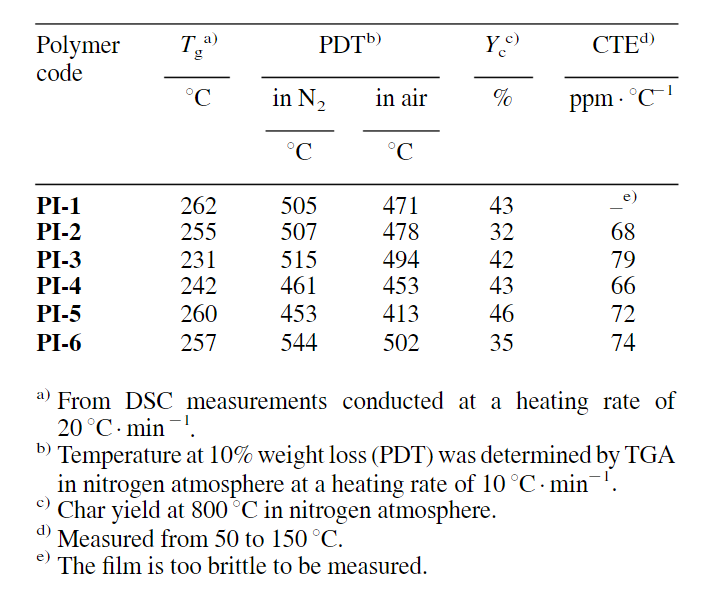 Polymer code Tg a) PDT b) Yc c) CTE d)
°C in N2 in air % ppm · °C−1
°C °C
PI-1 262 505 471 43 –e)
PI-2 255 507 478 32 68
PI-3 231 515 494 42 79
PI-4 242 461 453 43 66
PI-5 260 453 413 46 72
PI-6 257 544 502 35 74
a) From DSC measurements conducted at a heating rate of
20 °C · min−1.
b) Temperature at 10% weight loss (PDT) was determined by TGA
in nitrogen atmosphere at a heating rate of 10 °C · min−1.
c) Char yield at 800 °C in nitrogen atmosphere.
d) Measured from 50 to 150 °C.
e) The film is too brittle to be measured.